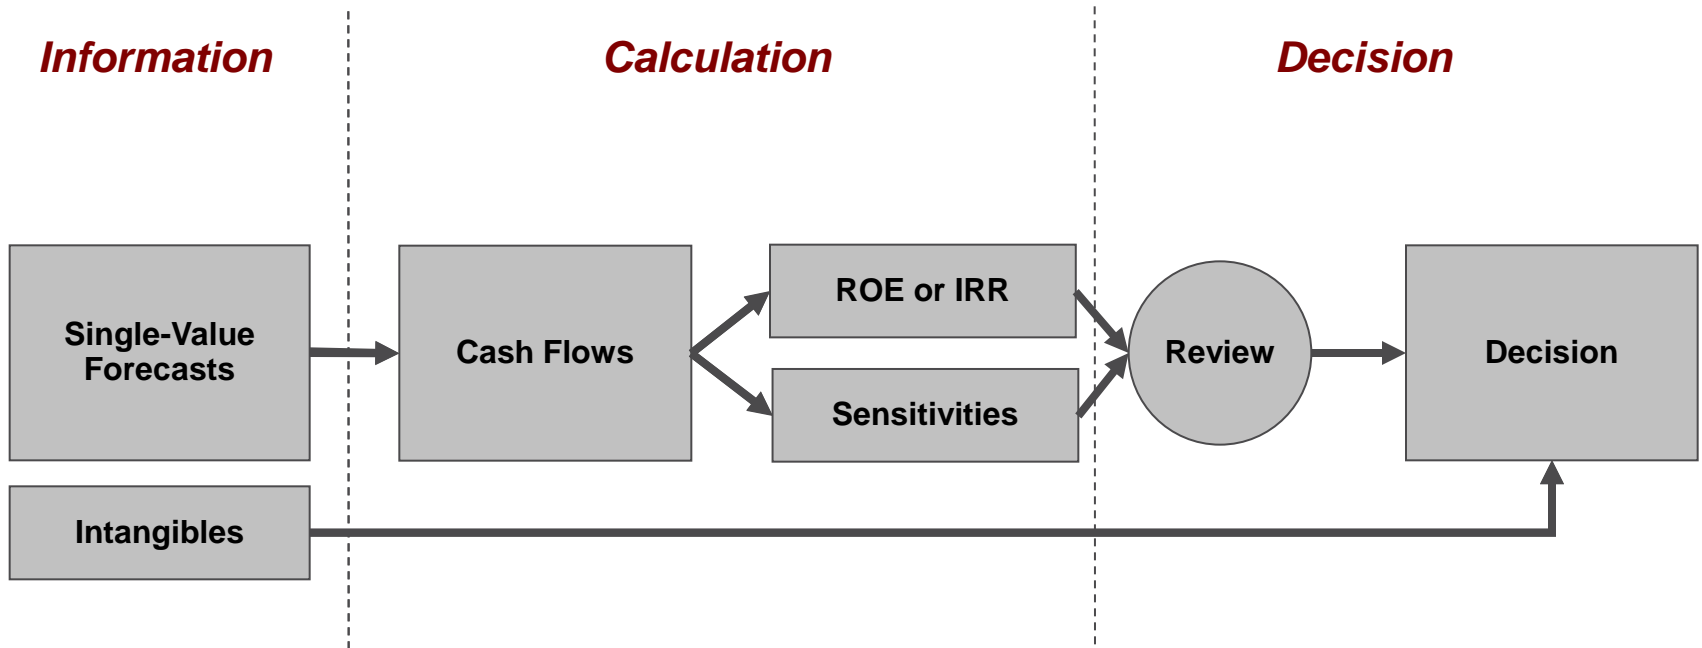 Information
Calculation
Decision
Single-Value
Forecasts
Cash Flows
ROE or IRR
Sensitivities
Review
Decision
Intangibles